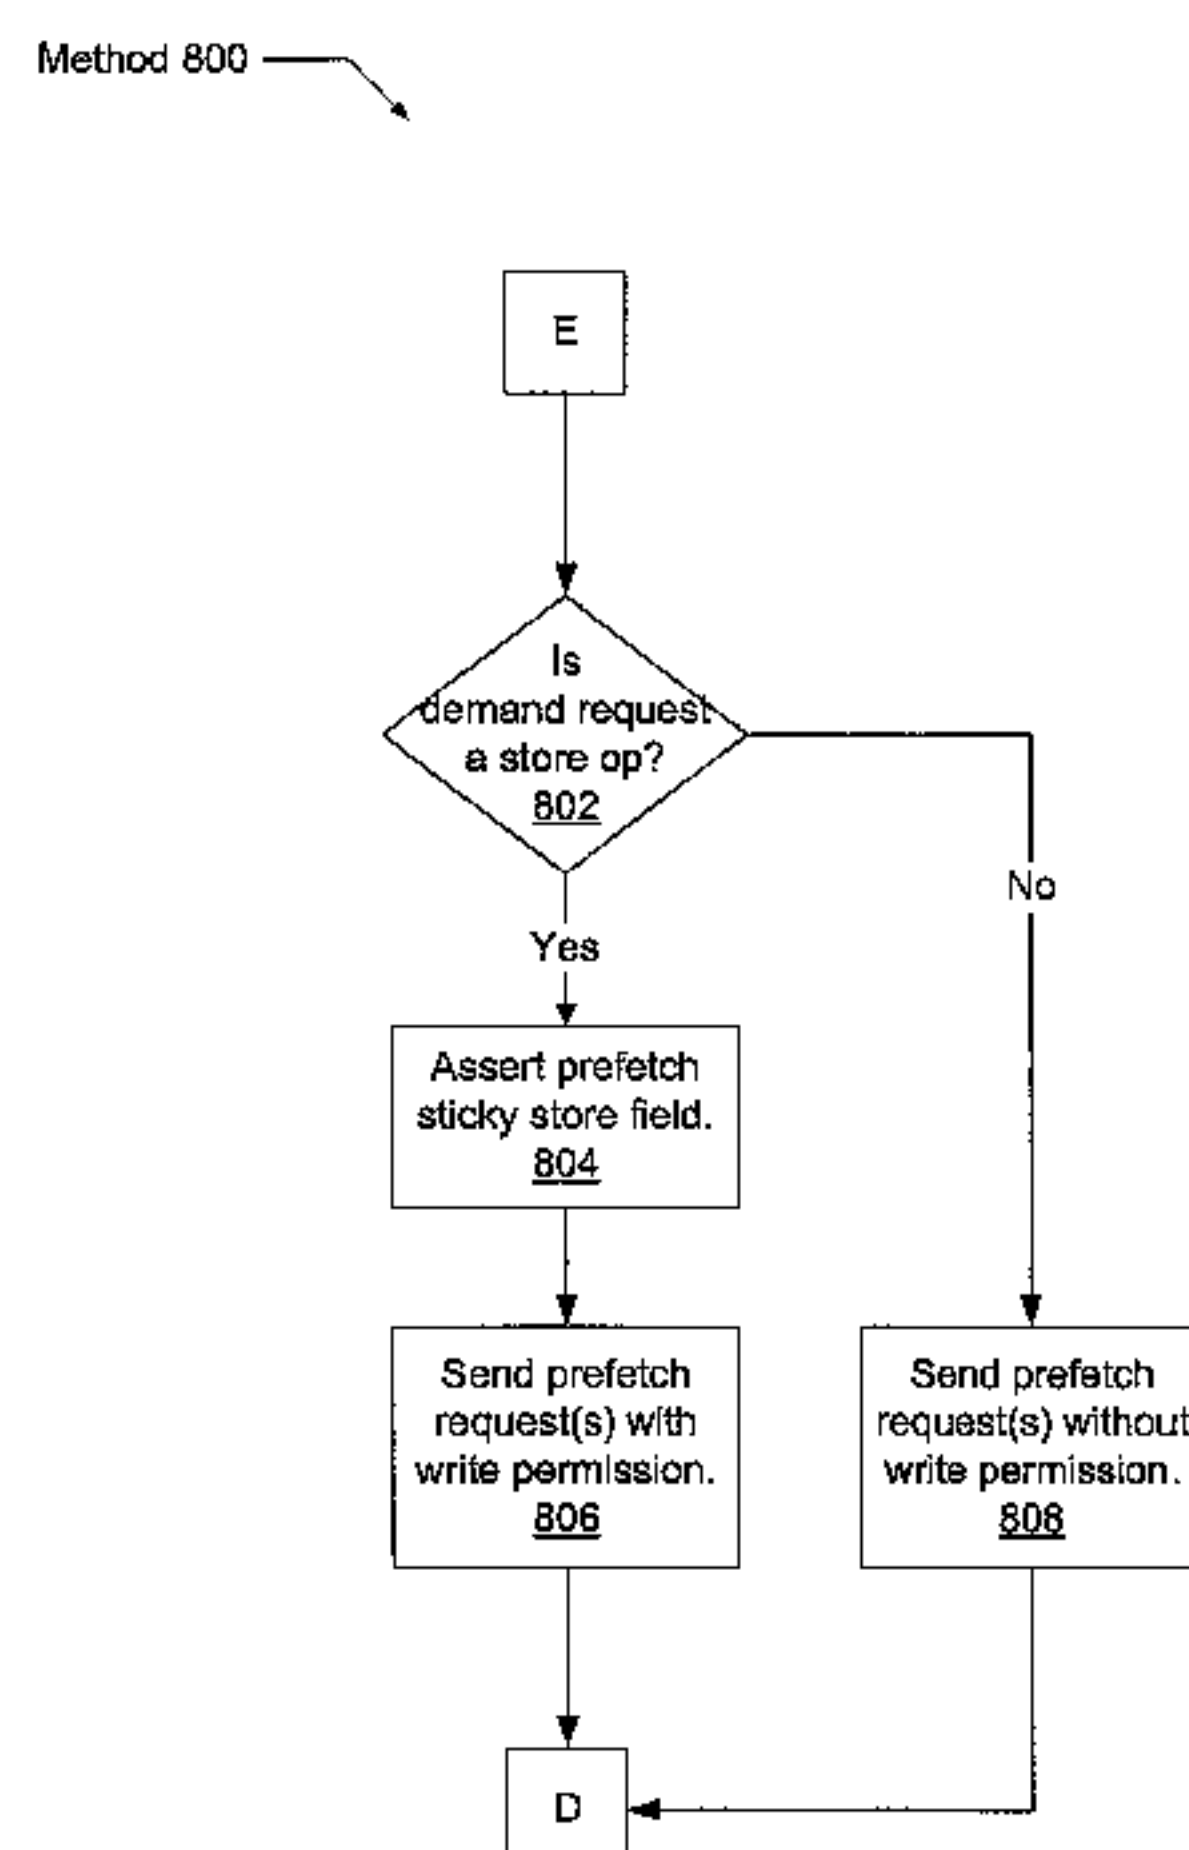 Method 800
E
Is
demand request
a store op?
802
No
Yes
Assert prefetch
sticky store field.
804
Send prefetch
request(s) with
write permission.
806
Send prefetch
request(s) without
write permission.
808
D